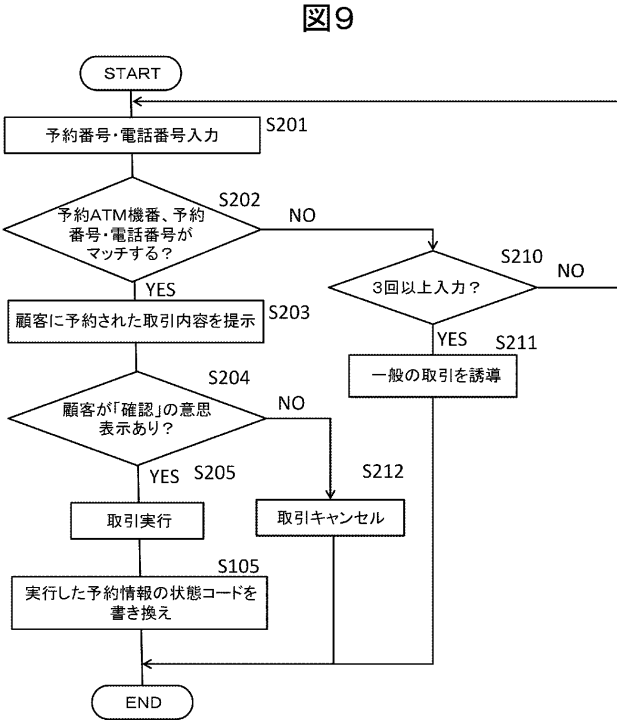 図9
START
S201
予約番号・電話番号入力
S202
予約ATM機番、予約
番号・電話番号が
マッチする？
NO
YES
S210
3回以上入力？
NO
YES
S203
顧客に予約された取引内容を提示
S211
一般の取引を誘導
S204
顧客が「確認」の意思
表示あり？
NO
YES
S205
取引実行
S212
取引キャンセル
S105
実行した予約情報の状態コードを
書き換え
END